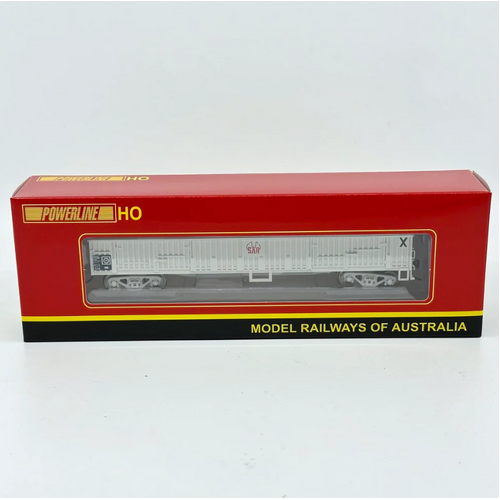 POWERLINE HO
POWERLINE HO
X
SAR
MODEL RAILWAYS OF AUSTRALIA